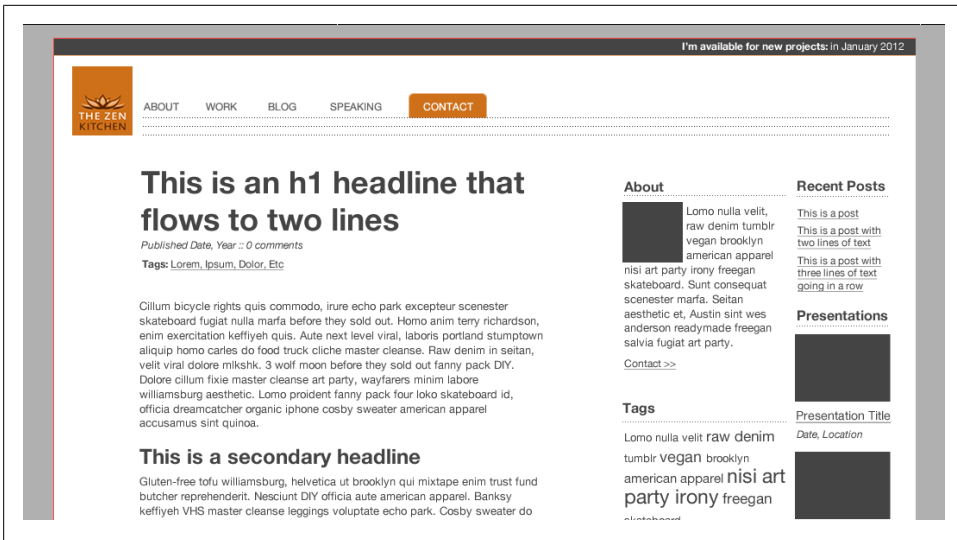 I'm available for new projects: in January 2012
THE ZEN
KITCHEN
ABOUT WORK BLOG SPEAKING CONTACT
This is an h1 headline that
flows to two lines
Published Date, Year :: 0 comments
Tags: Lorem, Ipsum, Dolor, Etc
Cillum bicycle rights quis commodo, irure echo park excepteur scenester
skateboard fugiat nulla marfa before they sold out. Homo anim terry richardson,
enim exercitation keffiyeh quis. Aute next level viral, laboris portland stumptown
aliquip homo carles do food truck cliche master cleanse. Raw denim in seitan,
velit viral dolore mlkshk. 3 wolf moon before they sold out fanny pack DIY.
Dolore cillum fixie master cleanse art party, wayfarers minim labore
williamsburg aesthetic. Lomo proident fanny pack four loko skateboard id,
officia dreamcatcher organic iphone cosby sweater american apparel
accusamus sint quinoa.
This is a secondary headline
Gluten-free tofu williamsburg, helvetica ut brooklyn qui mixtape enim trust fund
butcher reprehenderit. Nesciunt DIY officia aute american apparel. Banksy
keffiyeh VHS master cleanse leggings voluptate echo park. Cosby sweater do
About
Lomo nulla velit,
raw denim tumblr
vegan brooklyn
american apparel
nisi art party irony freegan
skateboard. Sunt consequat
scenester marfa. Seitan
aesthetic et, Austin sint wes
anderson readymade freegan
salvia fugiat art party.
Contact >>
Tags
Lomo nulla velit raw denim
tumblr vegan brooklyn
american apparel nisi art
party irony freegan
skateboard
Recent Posts
This is a post
This is a post with
two lines of text
This is a post with
three lines of text
going in a row
Presentations
Presentation Title
Date, Location